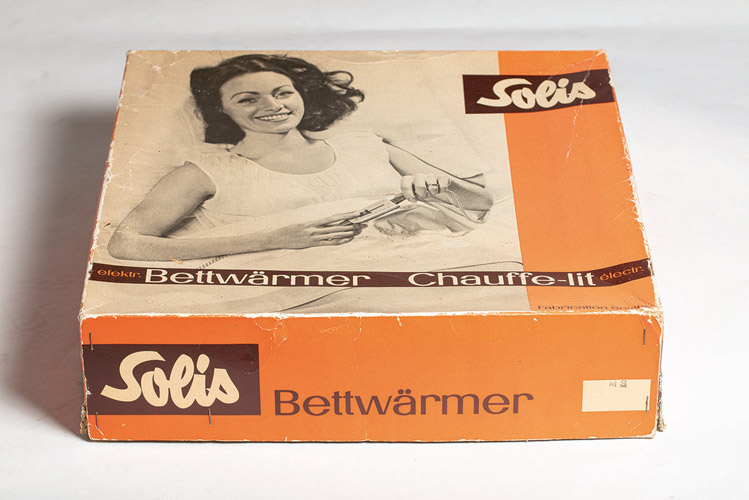 Solis
elektr. Bettwärmer Chauffe-lit électr.
Solis
Bettwärmer